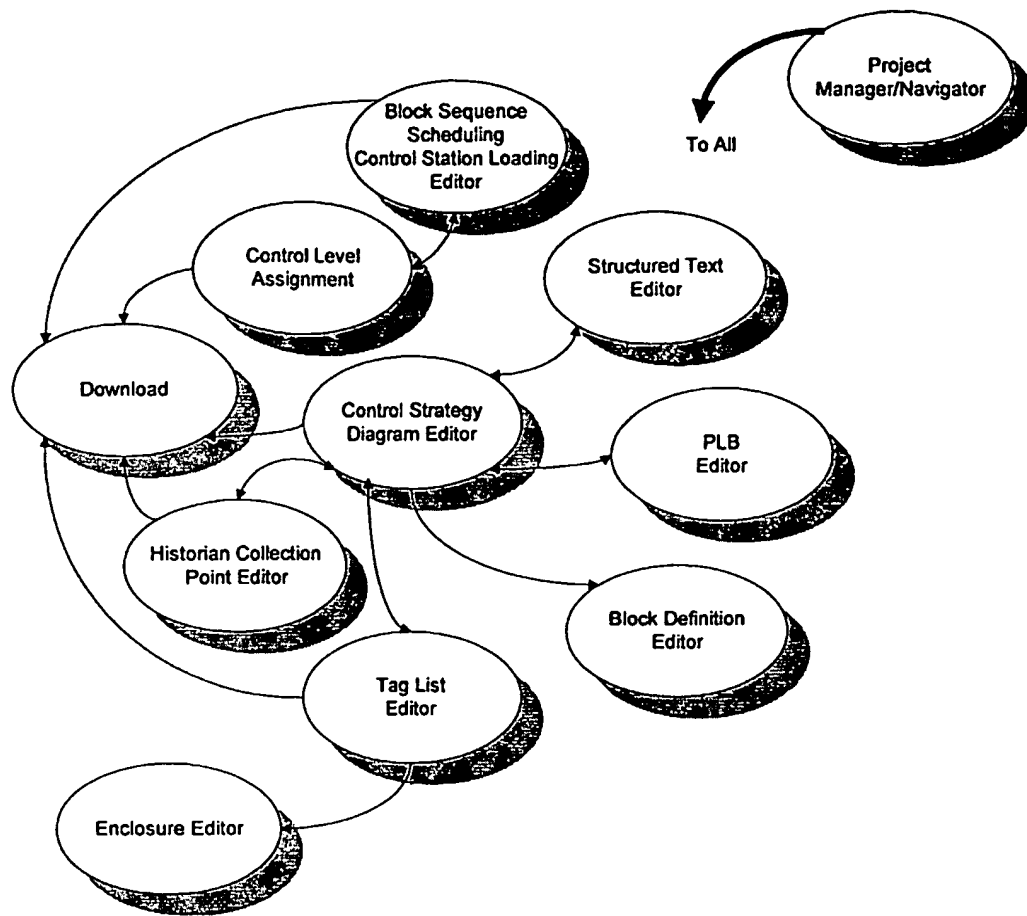 Project
Manager/Navigator
To All
Block Sequence
Scheduling
Control Station Loading
Editor
Control Level
Assignment
Structured Text
Editor
Download
Control Strategy
Diagram Editor
PLB
Editor
Historian Collection
Point Editor
Block Definition
Editor
Tag List
Editor
Enclosure Editor